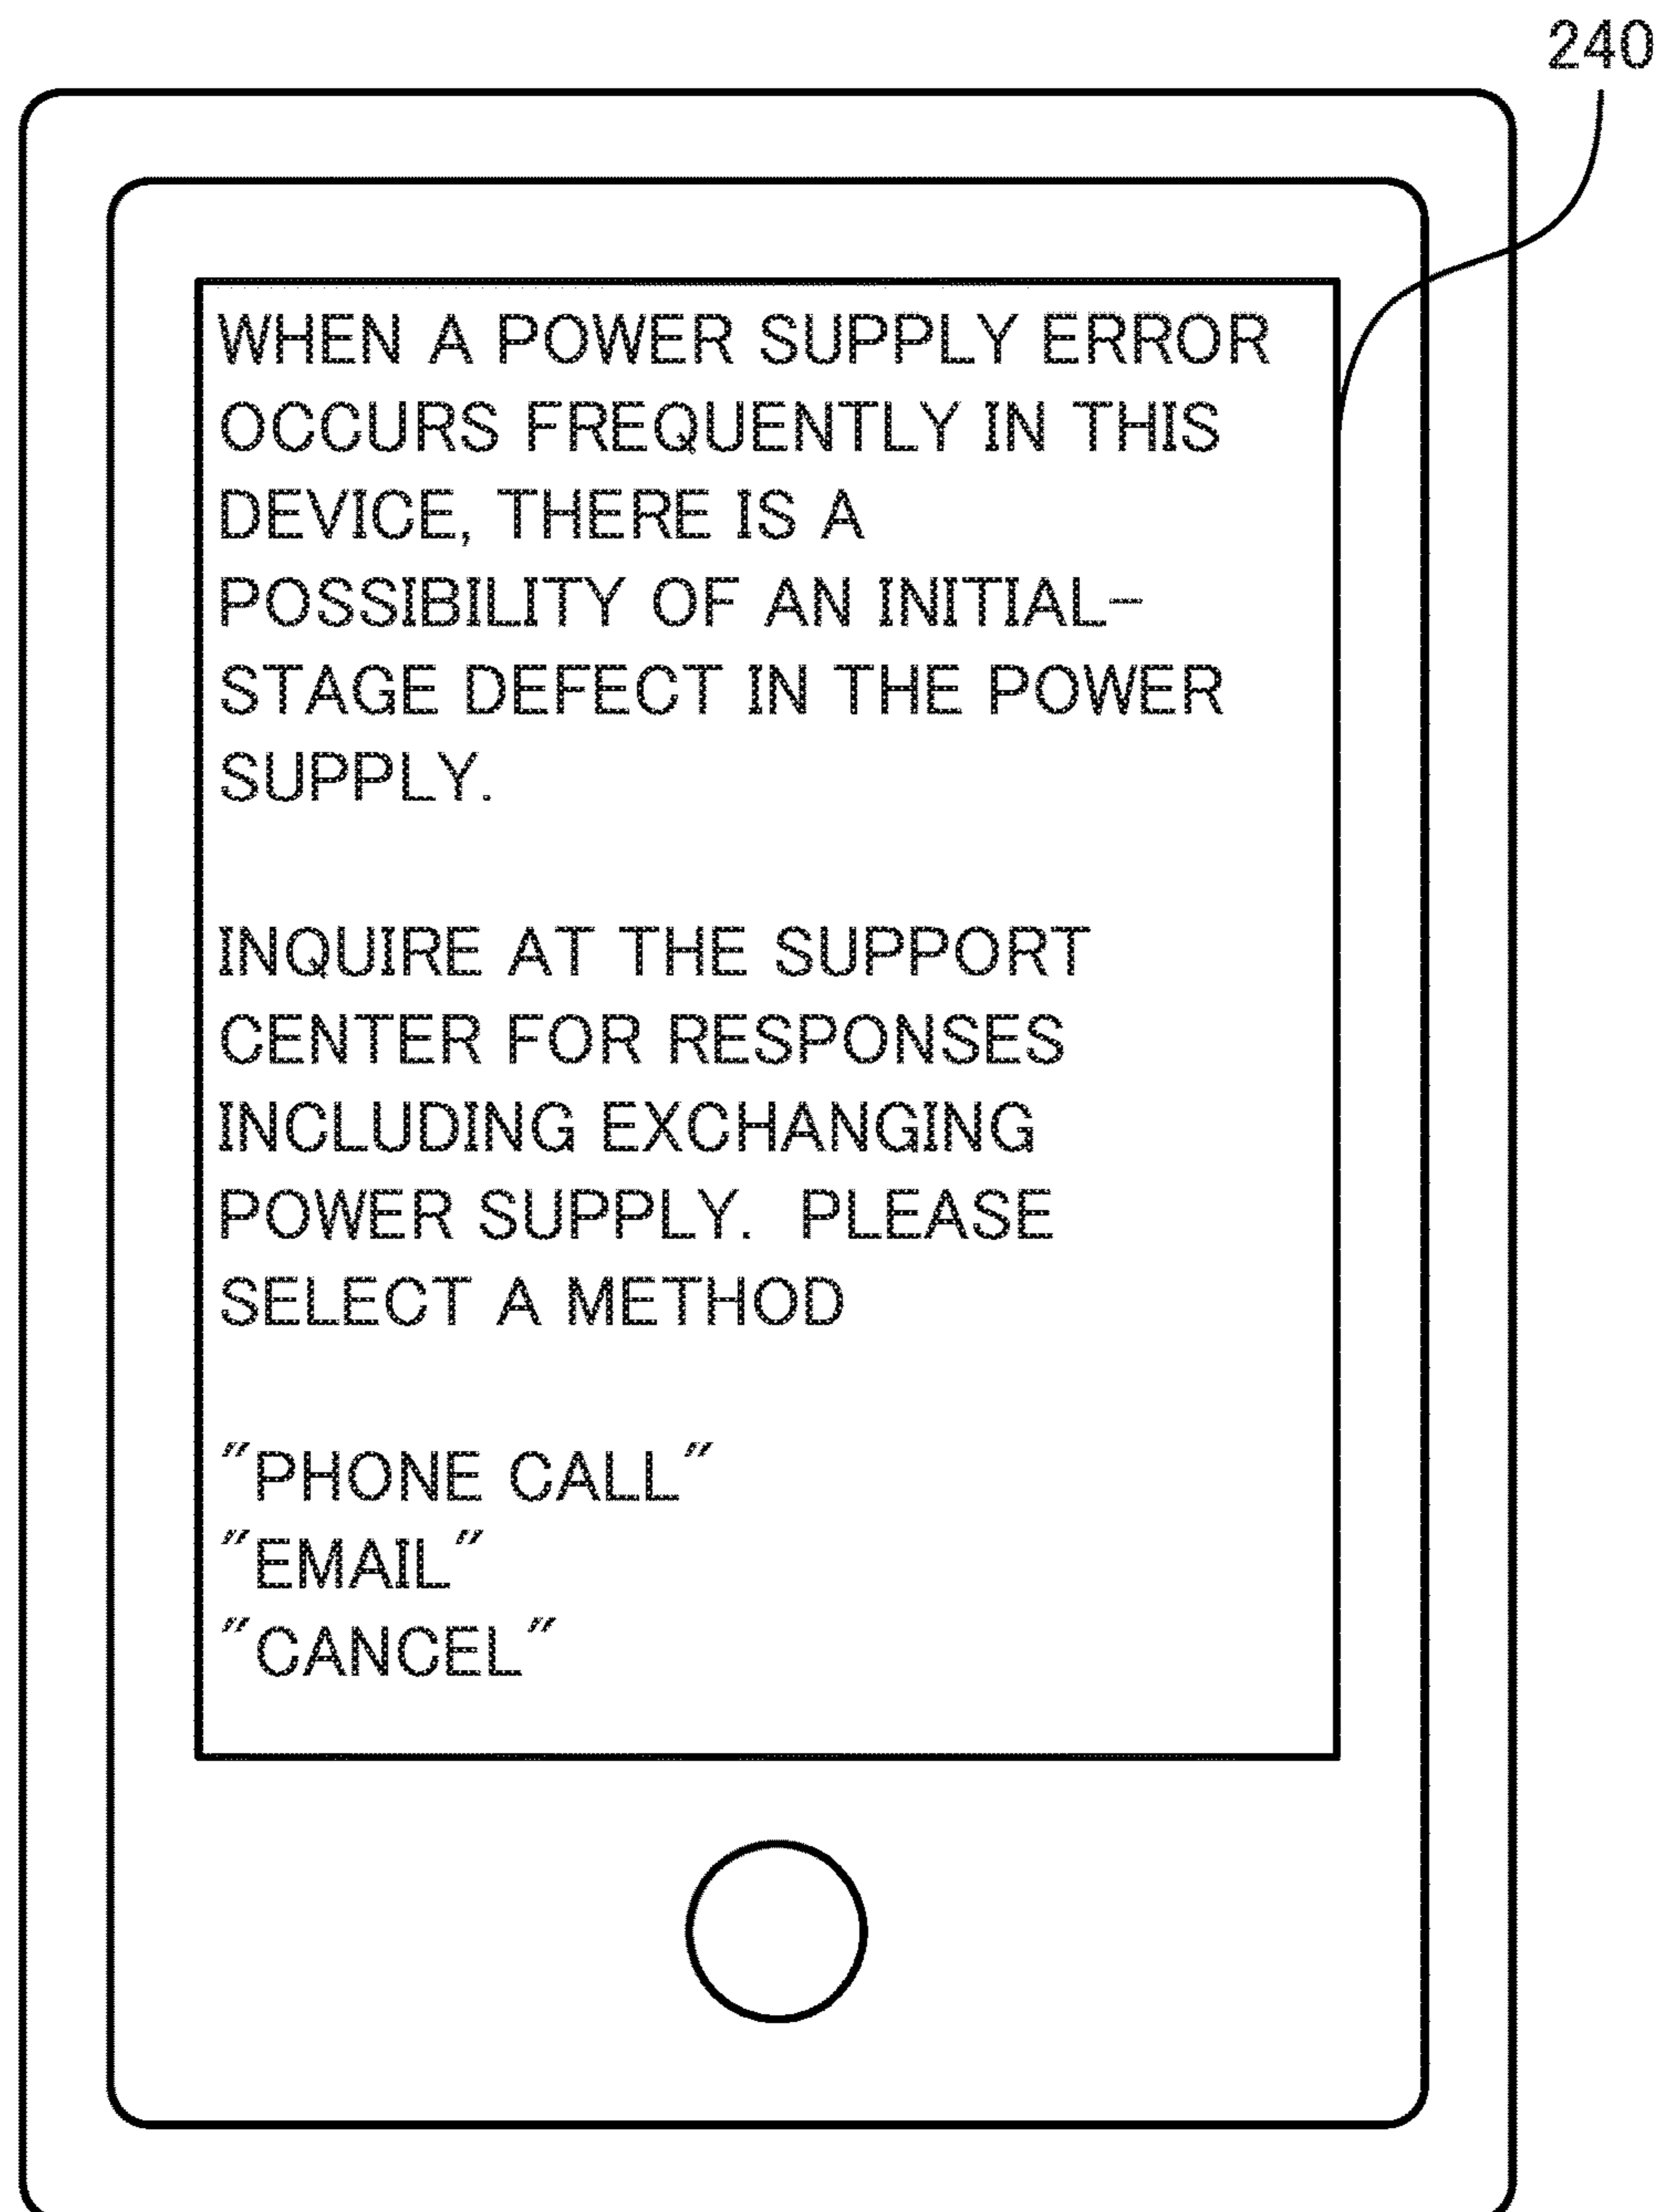 240
WHEN A POWER SUPPLY ERROR
OCCURS FREQUENTLY IN THIS
DEVICE, THERE IS A
POSSIBILITY OF AN INITIAL-
STAGE DEFECT IN THE POWER
SUPPLY.
INQUIRE AT THE SUPPORT
CENTER FOR RESPONSES
INCLUDING EXCHANGING
POWER SUPPLY.  PLEASE
SELECT A METHOD
"PHONE CALL"
"EMAIL"
"CANCEL"